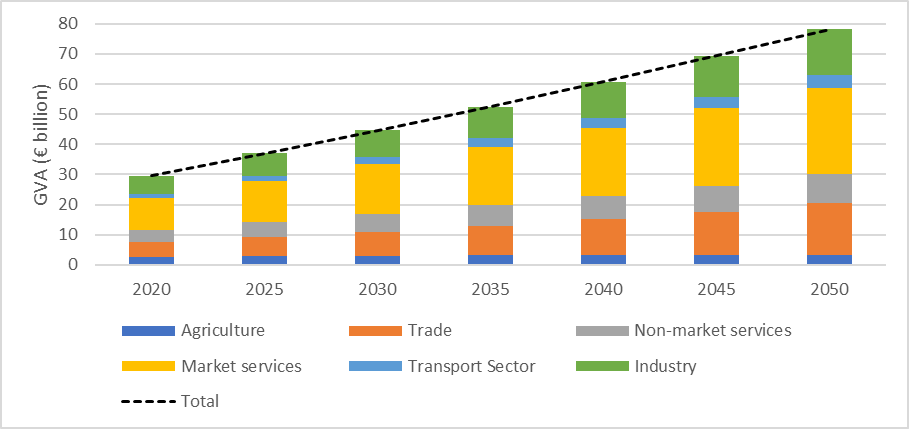 80
70
60
50
40
30
20
10
0
GVA (€ billion)
2020 2025 2030 2035 2040 2045 2050
Agriculture Trade Non-market services
Market services Transport Sector Industry
Total